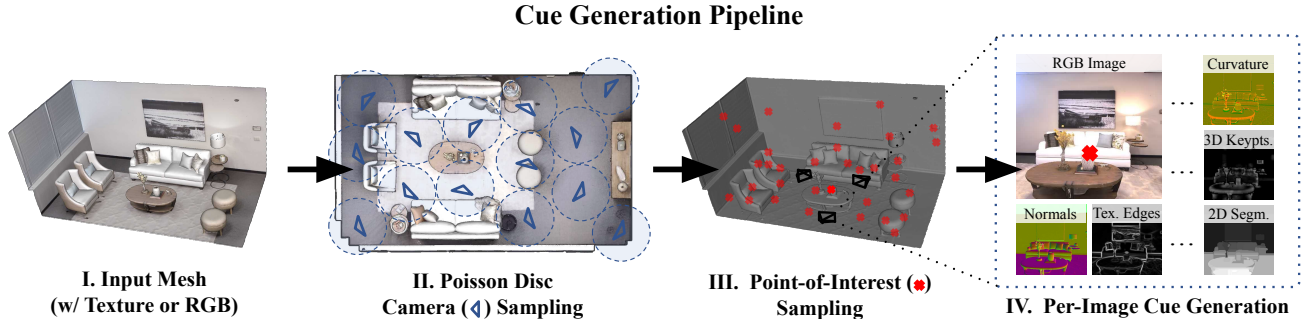 Cue Generation Pipeline
I. Input Mesh
(w/ Texture or RGB)
II. Poisson Disc
Camera ( ) Sampling
III. Point-of-Interest ( )
Sampling
RGB Image
Curvature
...
3D Keypts.
...
Normals
Tex. Edges
2D Segm.
...
IV. Per-Image Cue Generation